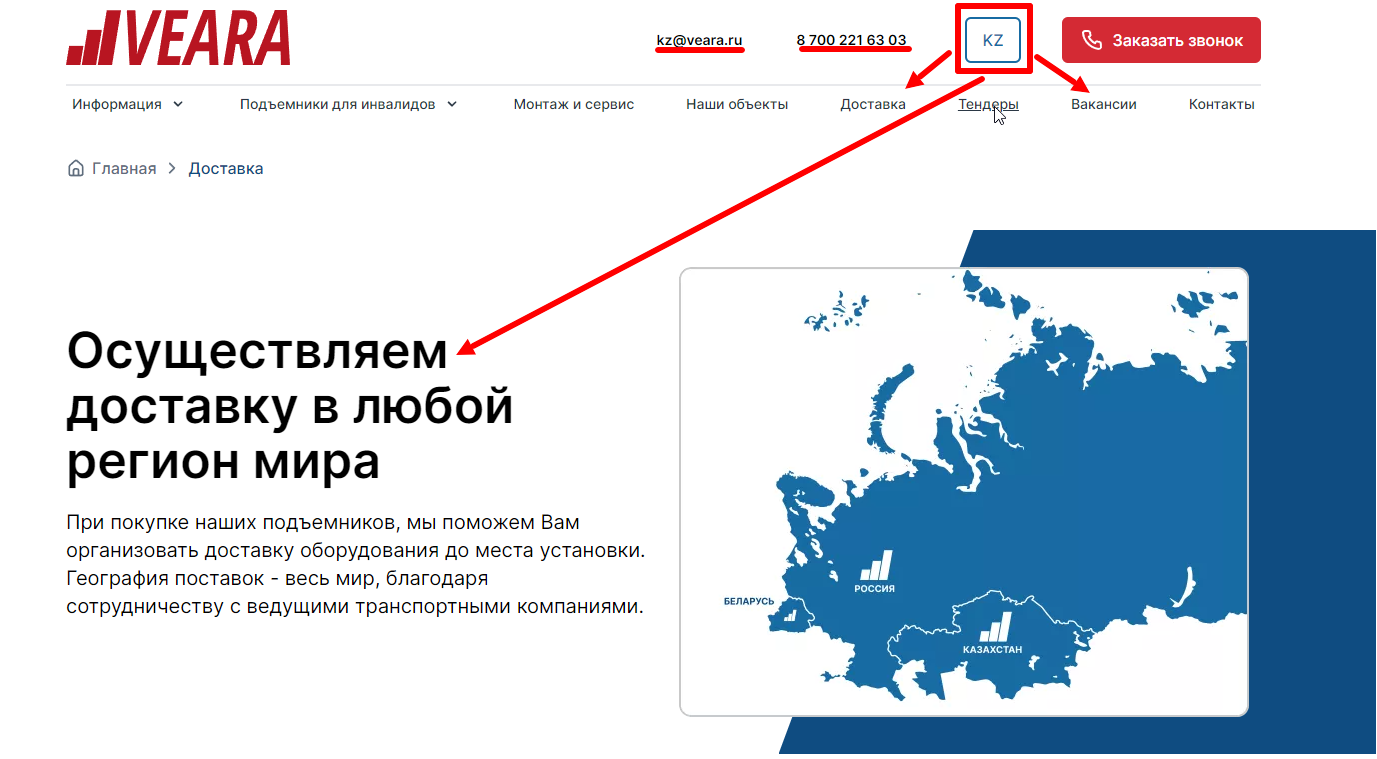 VEARA
kz@veara.ru
8 700 221 63 03
KZ
Заказать звонок
Информация
Подъемники для инвалидов
Монтаж и сервис
Наши объекты
Доставка
Тендеры
Вакансии
Контакты
Главная
Доставка
Осуществляем
доставку в любой
регион мира
При покупке наших подъемников, мы поможем Вам
организовать доставку оборудования до места установки.
География поставок - весь мир, благодаря
сотрудничеству с ведущими транспортными компаниями.
РОССИЯ
БЕЛАРУСЬ
КАЗАХСТАН